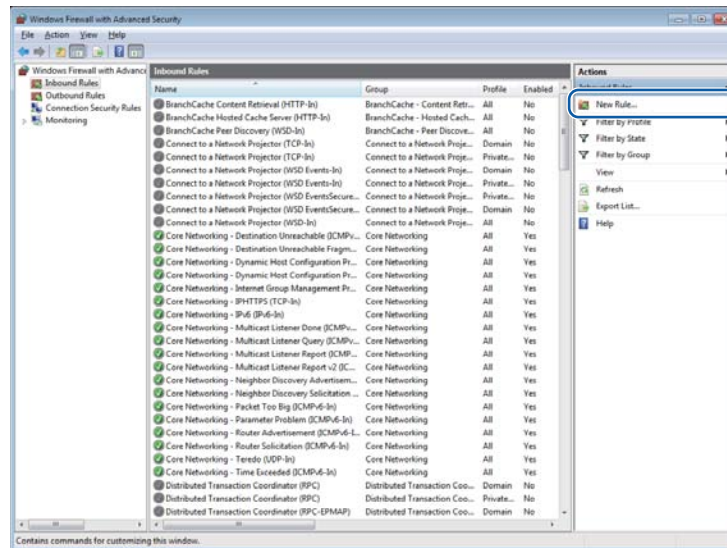 Windows Firewall with Advanced Security
File Action View Help
Windows Firewall with Advance
Inbound Rules
Outbound Rules
Connection Security Rules
Monitoring
Inbound Rules
Name Group Profile Enabled
BranchCache Content Retrieval (HTTP-In) BranchCache - Content Retr... All No
BranchCache Hosted Cache Server (HTTP-In) BranchCache - Hosted Cach... All No
BranchCache Peer Discovery (WSD-In) BranchCache - Peer Discove... All No
Connect to a Network Projector (TCP-In) Connect to a Network Proje... Domain No
Connect to a Network Projector (TCP-In) Connect to a Network Proje... Private... No
Connect to a Network Projector (WSD Events-In) Connect to a Network Proje... Domain No
Connect to a Network Projector (WSD Events-In) Connect to a Network Proje... Private... No
Connect to a Network Projector (WSD EventsSecure... Connect to a Network Proje... Private... No
Connect to a Network Projector (WSD EventsSecure... Connect to a Network Proje... Domain No
Connect to a Network Projector (WSD-In) Connect to a Network Proje... All No
Core Networking - Destination Unreachable (ICMPv... Core Networking All Yes
Core Networking - Destination Unreachable Fragm... Core Networking All Yes
Core Networking - Dynamic Host Configuration Pr... Core Networking All Yes
Core Networking - Dynamic Host Configuration Pr... Core Networking All Yes
Core Networking - Internet Group Management Pr... Core Networking All Yes
Core Networking - IPHTTPS (TCP-In) Core Networking All Yes
Core Networking - IPv6 (IPv6-In) Core Networking All Yes
Core Networking - Multicast Listener Done (ICMPv... Core Networking All Yes
Core Networking - Multicast Listener Query (ICMPv... Core Networking All Yes
Core Networking - Multicast Listener Report (ICMP... Core Networking All Yes
Core Networking - Multicast Listener Report v2 (IC... Core Networking All Yes
Core Networking - Neighbor Discovery Advertisem... Core Networking All Yes
Core Networking - Neighbor Discovery Solicitation ... Core Networking All Yes
Core Networking - Packet Too Big (ICMPv6-In) Core Networking All Yes
Core Networking - Parameter Problem (ICMPv6-In) Core Networking All Yes
Core Networking - Router Advertisement (ICMPv6-I... Core Networking All Yes
Core Networking - Router Solicitation (ICMPv6-In) Core Networking All Yes
Core Networking - Teredo (UDP-In) Core Networking All Yes
Core Networking - Time Exceeded (ICMPv6-In) Core Networking All Yes
Distributed Transaction Coordinator (RPC) Distributed Transaction Coo... Domain No
Distributed Transaction Coordinator (RPC) Distributed Transaction Coo... Private... No
Distributed Transaction Coordinator (RPC-EPMAP) Distributed Transaction Coo... Domain No
Actions
Inbound Rules
New Rule...
Filter by Profile
Filter by State
Filter by Group
View
Refresh
Export List...
Help
Contains commands for customizing this window.